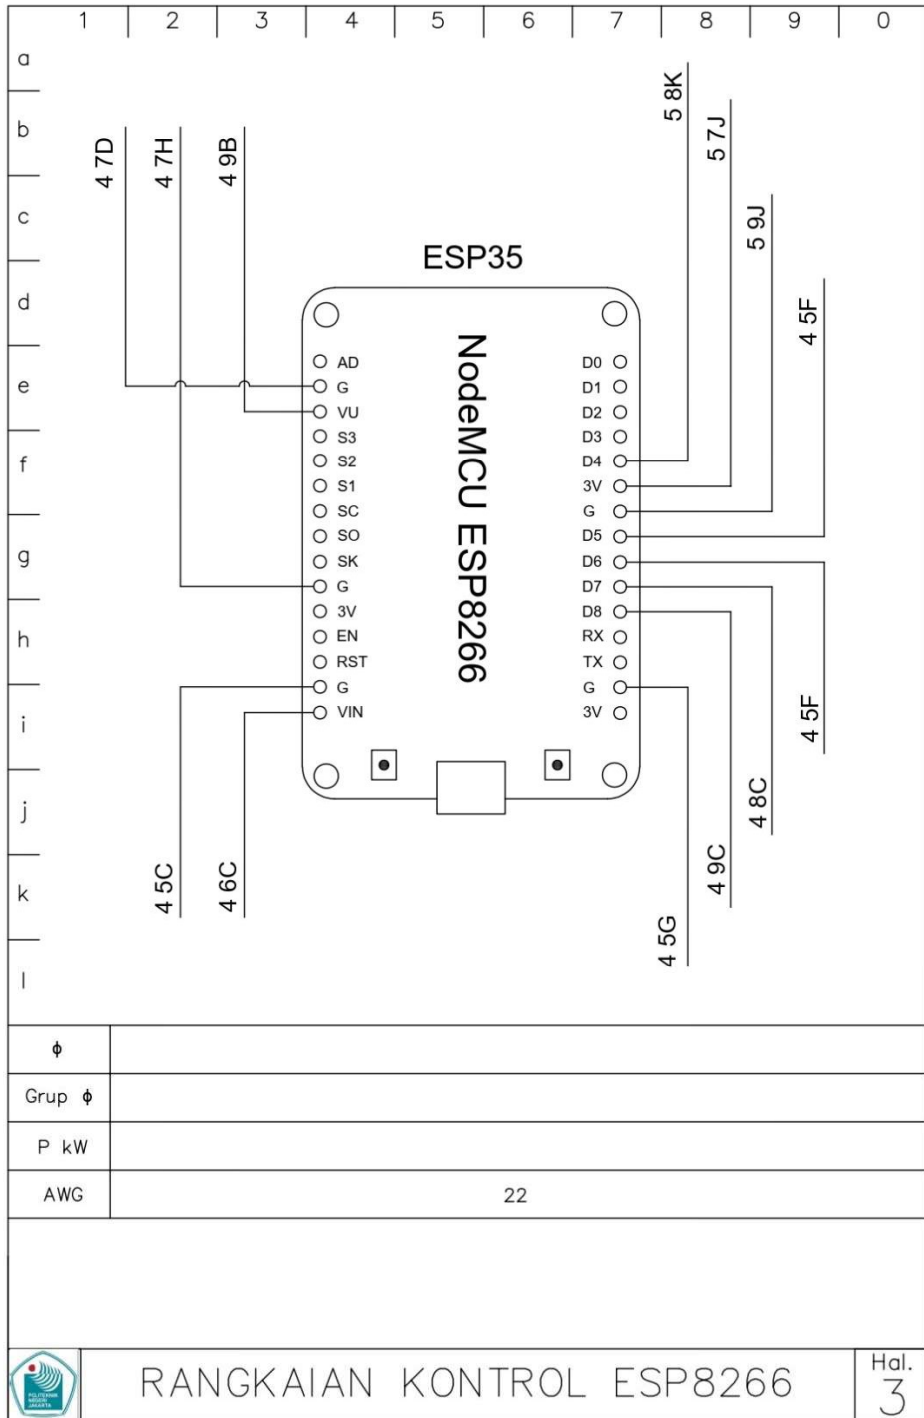 1 2 3 4 5 6 7 8 9 0
a
b
c
d
e
f
g
h
i
j
k
l
4 7D
4 7H
4 9B
5 8K
5 7J
5 9J
4 5F
ESP35
NodeMCU ESP8266
AD
G
VU
S3
S2
S1
SC
SO
SK
G
3V
EN
RST
G
VIN
D0
D1
D2
D3
D4
3V
G
D5
D6
D7
D8
RX
TX
G
3V
4 5C
4 6C
4 5G
4 9C
4 8C
4 5F
ϕ
Grup ϕ
P kW
AWG 22
POLITEKNIK
NEGERI
JAKARTA
RANGKAIAN KONTROL ESP8266
Hal.
3